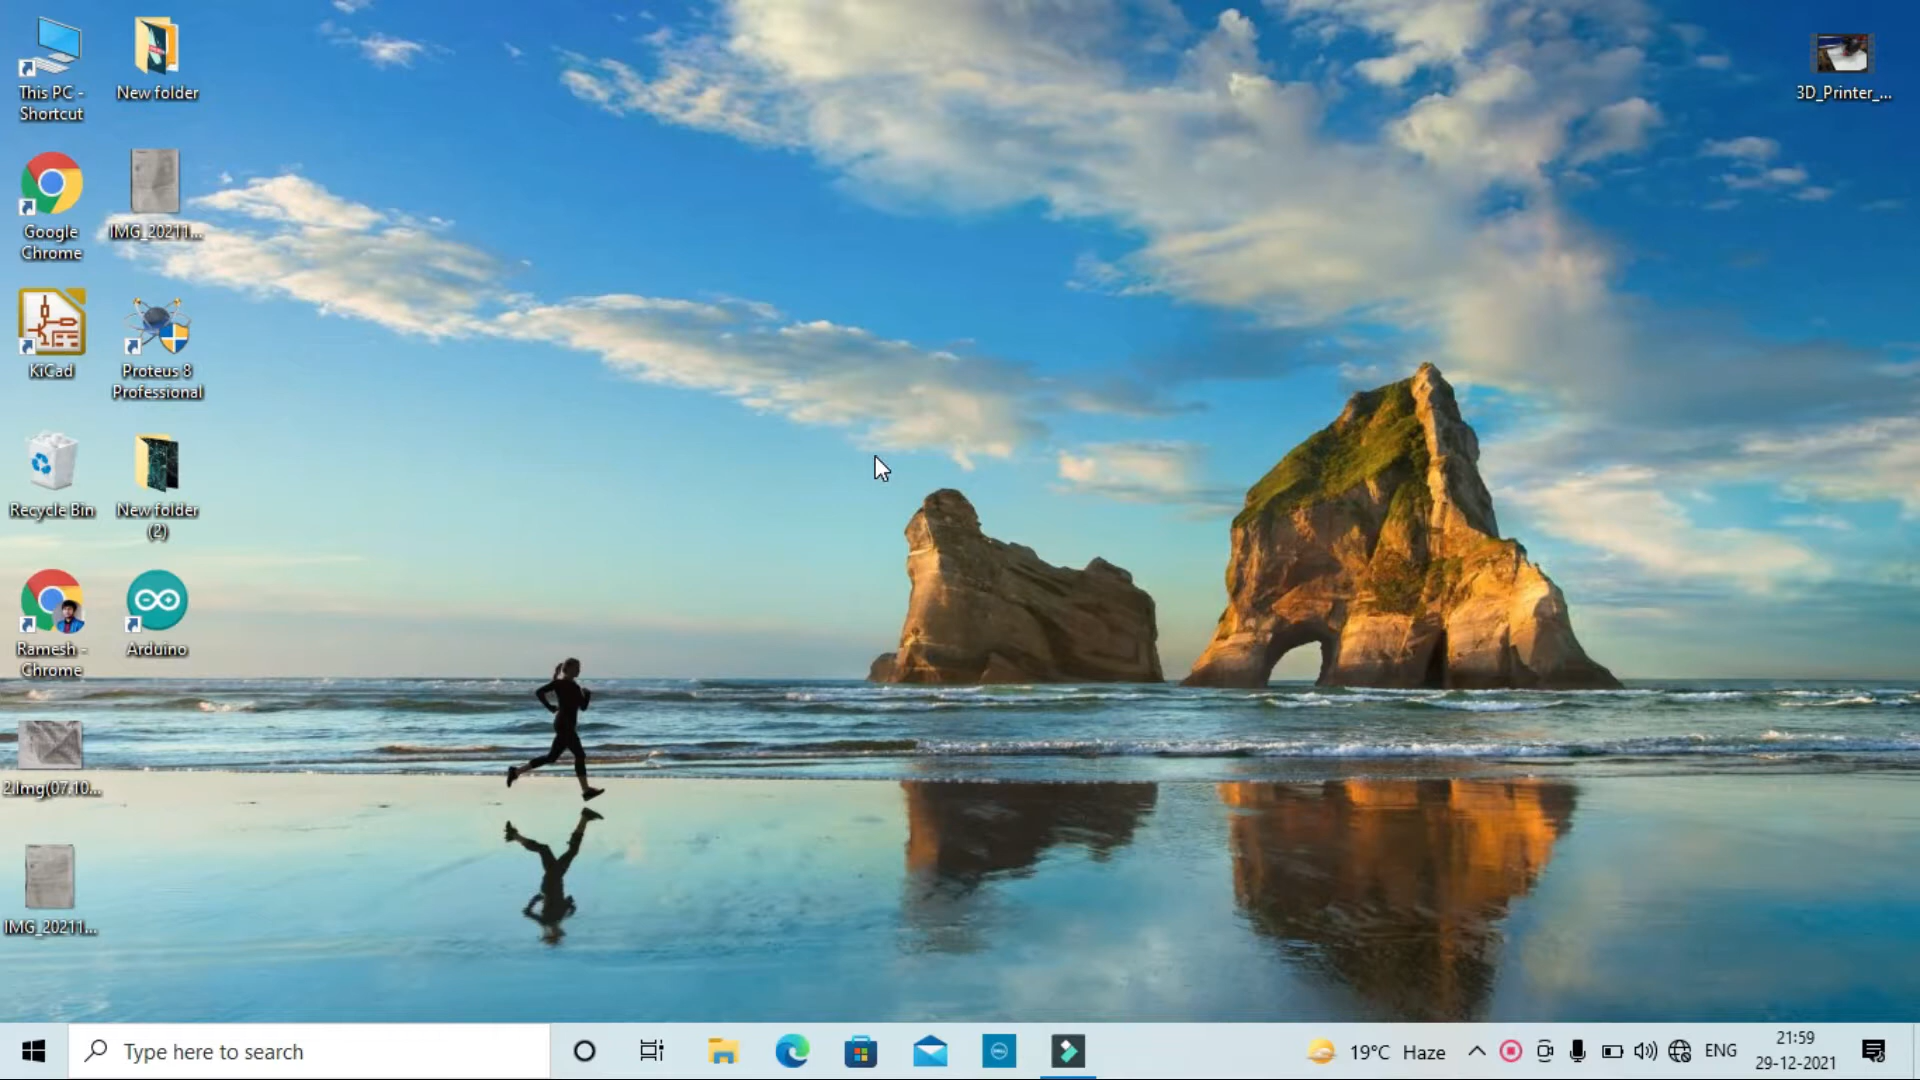 This PC -
Shortcut
New folder
3D_Printer_...
Google
Chrome
IMG_20211...
KiCad
Proteus 8
Professional
Recycle Bin
New folder
(2)
Ramesh -
Chrome
Arduino
2.Img(07.10...
IMG_20211...
Type here to search
19°C Haze
ENG
21:59
29-12-2021